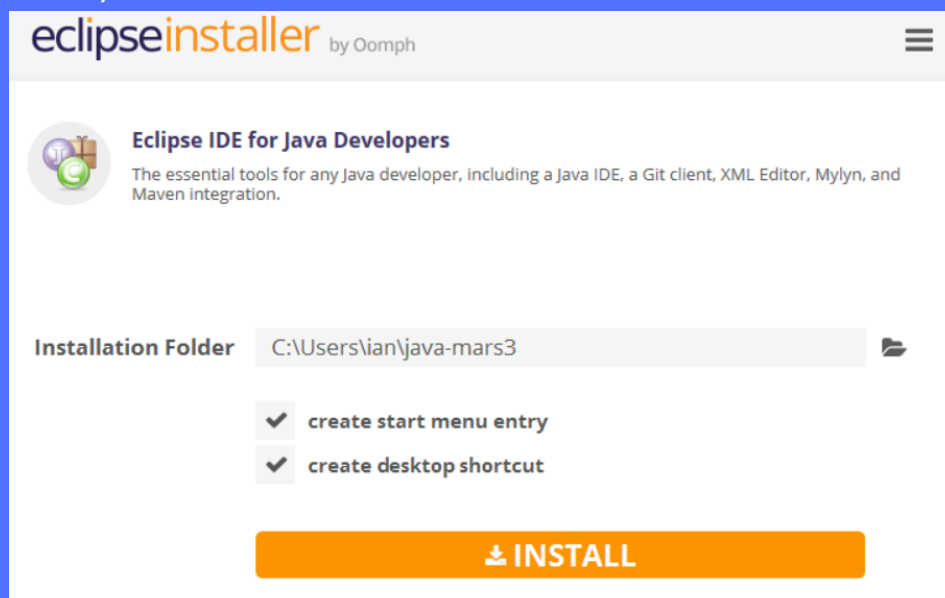 eclipseinstaller by Oomph
Eclipse IDE for Java Developers
The essential tools for any Java developer, including a Java IDE, a Git client, XML Editor, Mylyn, and
Maven integration.
Installation Folder C:\Users\ian\java-mars3
create start menu entry
create desktop shortcut
INSTALL